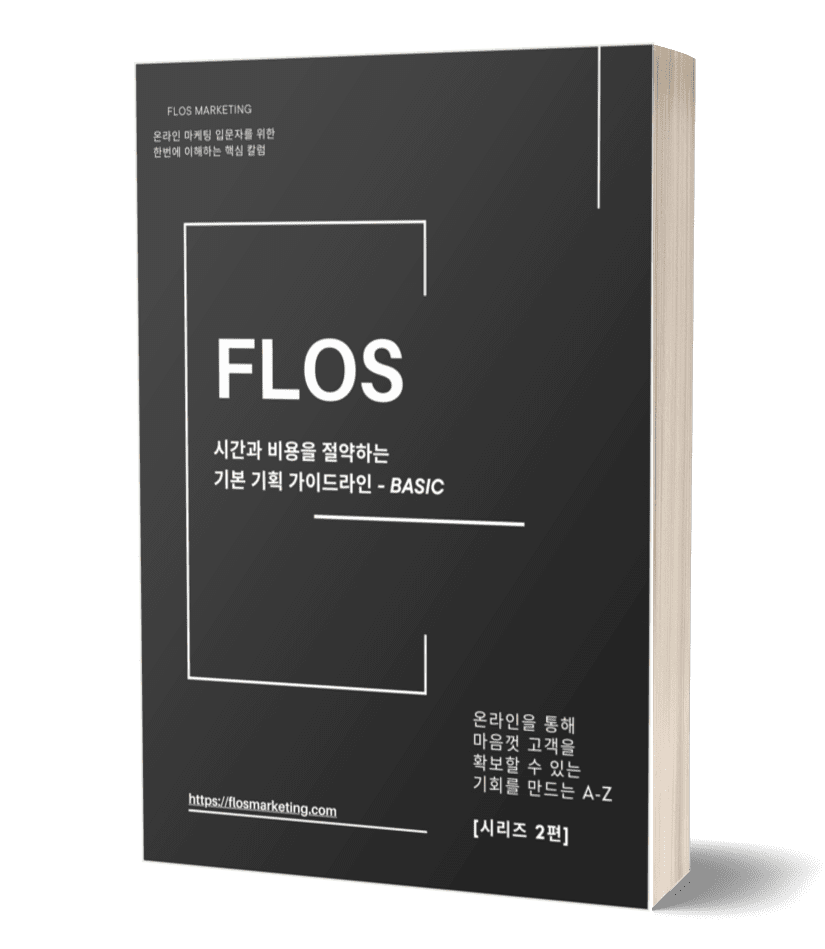 FLOS MARKETING
온라인 마케팅 입문자를 위한
한번에 이해하는 핵심 칼럼
FLOS
시간과 비용을 절약하는
기본 기획 가이드라인 - BASIC
온라인을 통해
마음껏 고객을
확보할 수 있는
기회를 만드는 A-Z
[시리즈 2편]
https://flosmarketing.com